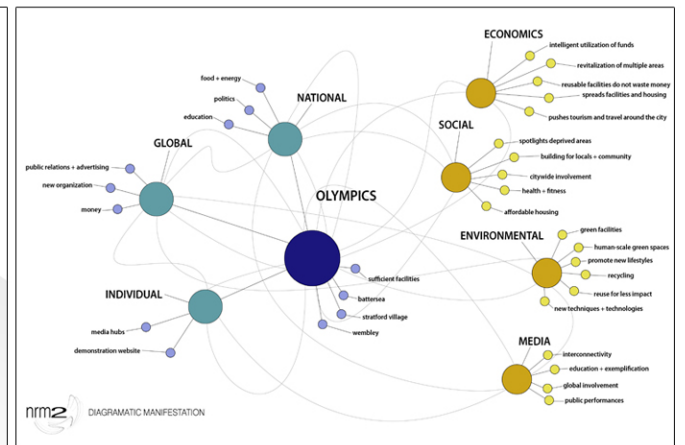 ECONOMICS
intelligent utilization of funds
revitalization of multiple areas
reusable facilities do not waste money
spreads facilities and housing
pushes tourism and travel around the city
food + energy
politics
education
NATIONAL
SOCIAL
spotlights deprived areas
building for locals + community
citywide involvement
health + fitness
affordable housing
GLOBAL
public relations + advertising
new organization
money
OLYMPICS
sufficient facilities
battersea
stratford village
wembley
ENVIRONMENTAL
green facilities
human-scale green spaces
promote new lifestyles
recycling
reuse for less impact
new techniques + technologies
INDIVIDUAL
media hubs
demonstration website
MEDIA
interconnectivity
education + exemplification
global involvement
public performances
nrm2
DIAGRAMATIC MANIFESTATION